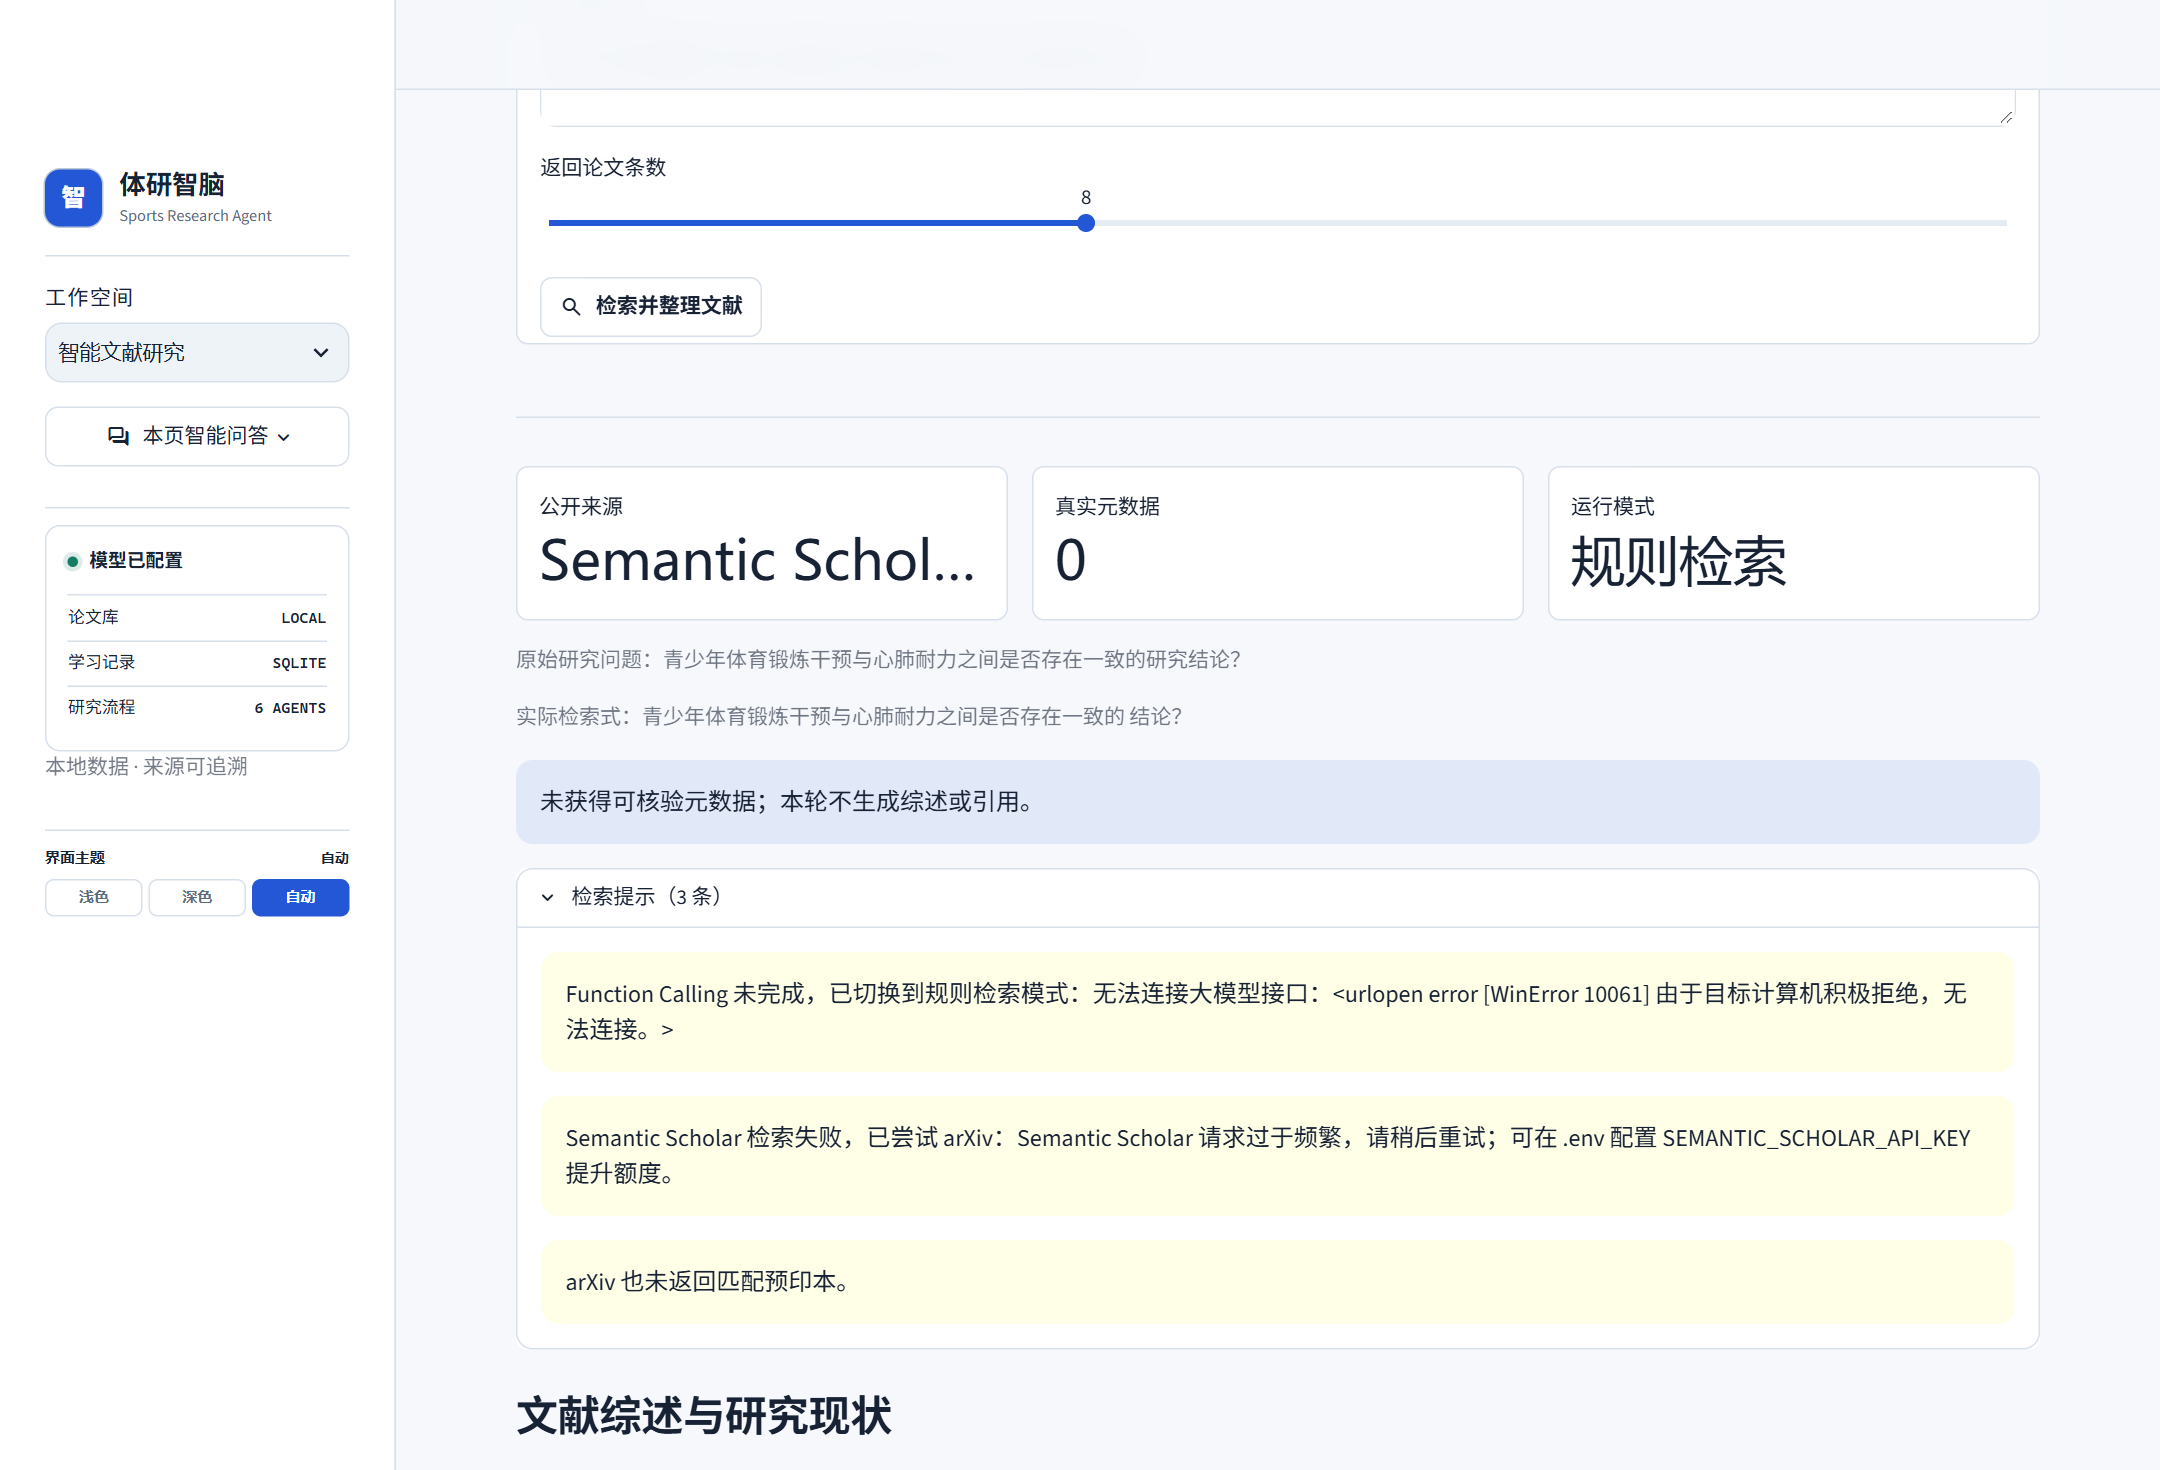 智
体研智脑
Sports Research Agent
工作空间
智能文献研究
本页智能问答
模型已配置
论文库 LOCAL
学习记录 SQLITE
研究流程 6 AGENTS
本地数据 · 来源可追溯
界面主题 自动
浅色 深色 自动
返回论文条数
8
检索并整理文献
公开来源
Semantic Schol...
真实元数据
0
运行模式
规则检索
原始研究问题：青少年体育锻炼干预与心肺耐力之间是否存在一致的研究结论？
实际检索式：青少年体育锻炼干预与心肺耐力之间是否存在一致的 结论？
未获得可核验元数据；本轮不生成综述或引用。
检索提示（3 条）
Function Calling 未完成，已切换到规则检索模式：无法连接大模型接口：<urlopen error [WinError 10061] 由于目标计算机积极拒绝，无
法连接。>
Semantic Scholar 检索失败，已尝试 arXiv：Semantic Scholar 请求过于频繁，请稍后重试；可在 .env 配置 SEMANTIC_SCHOLAR_API_KEY
提升额度。
arXiv 也未返回匹配预印本。
文献综述与研究现状